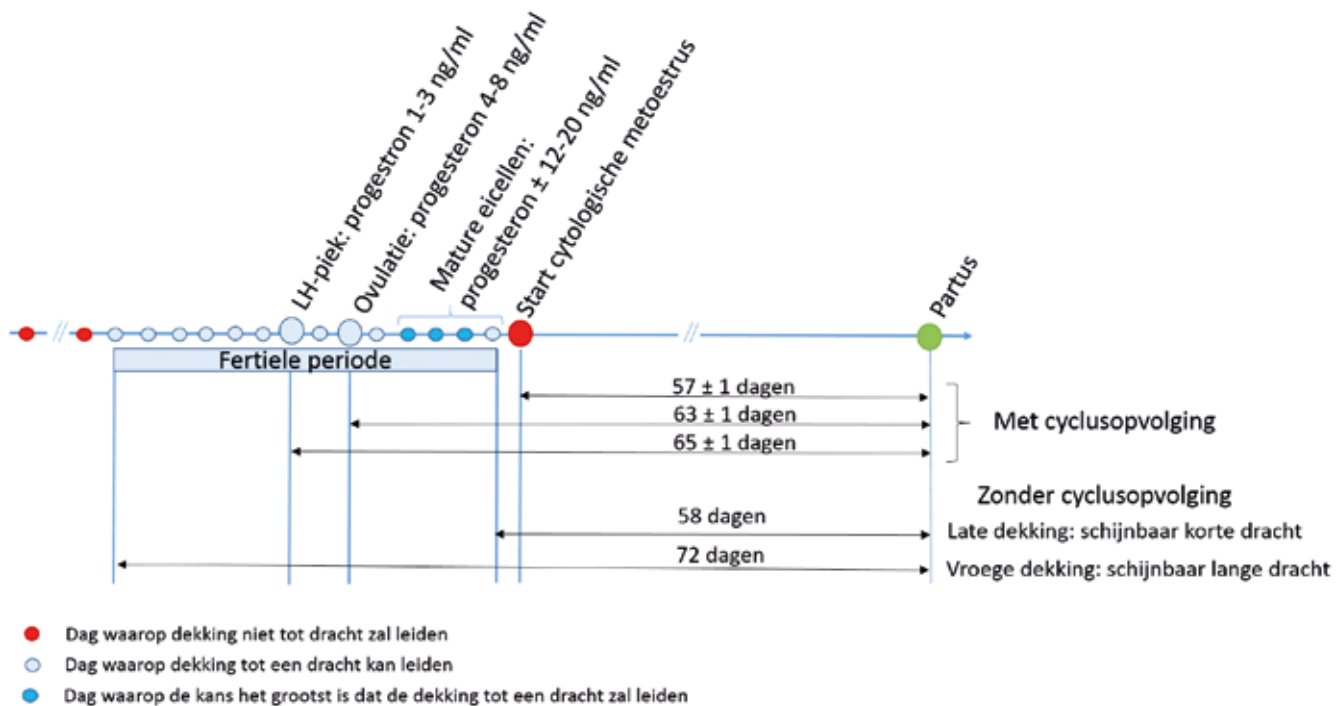 LH-piek: progestron 1-3 ng/ml
Ovulatie: progesteron 4-8 ng/ml
Mature eicellen:
progesteron ± 12-20 ng/ml
Start cytologische metoestrus
Partus
//
//
Fertiele periode
57 ± 1 dagen
63 ± 1 dagen
65 ± 1 dagen
Met cyclusopvolging
Zonder cyclusopvolging
58 dagen
Late dekking: schijnbaar korte dracht
72 dagen
Vroege dekking: schijnbaar lange dracht
Dag waarop dekking niet tot dracht zal leiden
Dag waarop dekking tot een dracht kan leiden
Dag waarop de kans het grootst is dat de dekking tot een dracht zal leiden